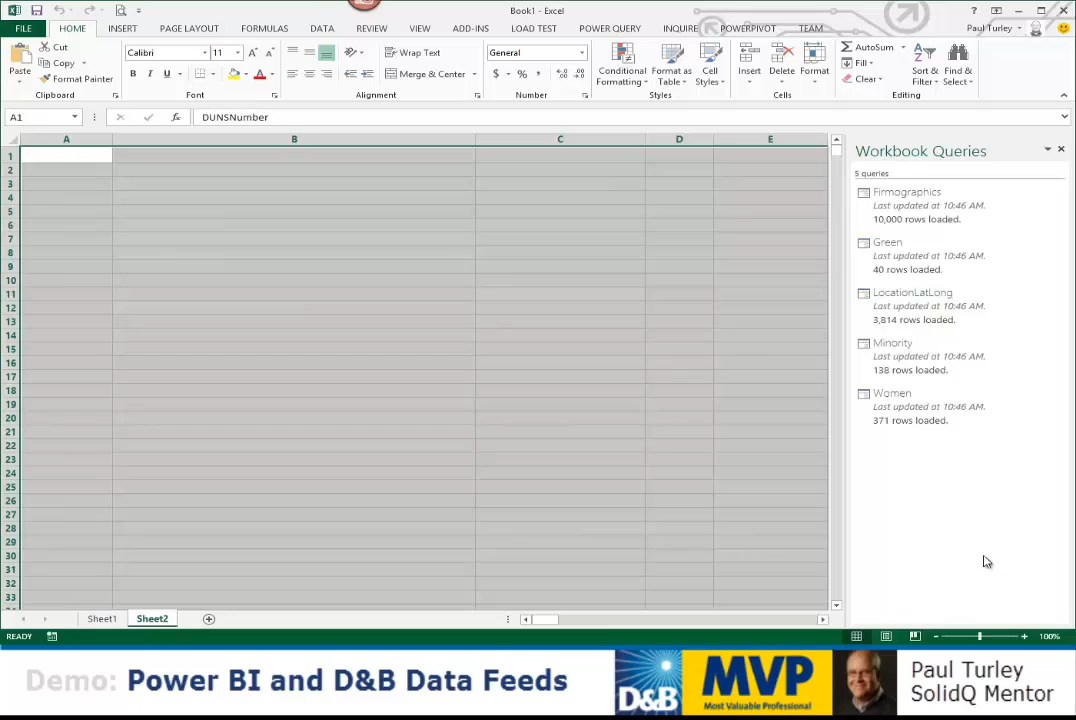 Book1 - Excel
FILE HOME INSERT PAGE LAYOUT FORMULAS DATA REVIEW VIEW ADD-INS LOAD TEST POWER QUERY INQUIRE POWERPIVOT TEAM Paul Turley
Paste
Cut
Copy
Format Painter
Clipboard
Calibri 11
B I U
Font
Wrap Text
Merge & Center
Alignment
General
$ % ,
Number
Conditional Formatting
Format as Table
Cell Styles
Styles
Insert Delete Format
Cells
AutoSum
Fill
Clear
Sort & Filter
Find & Select
Editing
A1 fx DUNSNumber
A B C D E
1
2
3
4
5
6
7
8
9
10
11
12
13
14
15
16
17
18
19
20
21
22
23
24
25
26
27
28
29
30
31
32
33
Workbook Queries
5 queries
Firmographics
Last updated at 10:46 AM.
10,000 rows loaded.
Green
Last updated at 10:46 AM.
40 rows loaded.
LocationLatLong
Last updated at 10:46 AM.
3,814 rows loaded.
Minority
Last updated at 10:46 AM.
138 rows loaded.
Women
Last updated at 10:46 AM.
371 rows loaded.
Sheet1 Sheet2
READY 100%
Demo: Power BI and D&B Data Feeds
D&B
MVP
Most Valuable Professional
Paul Turley
SolidQ Mentor